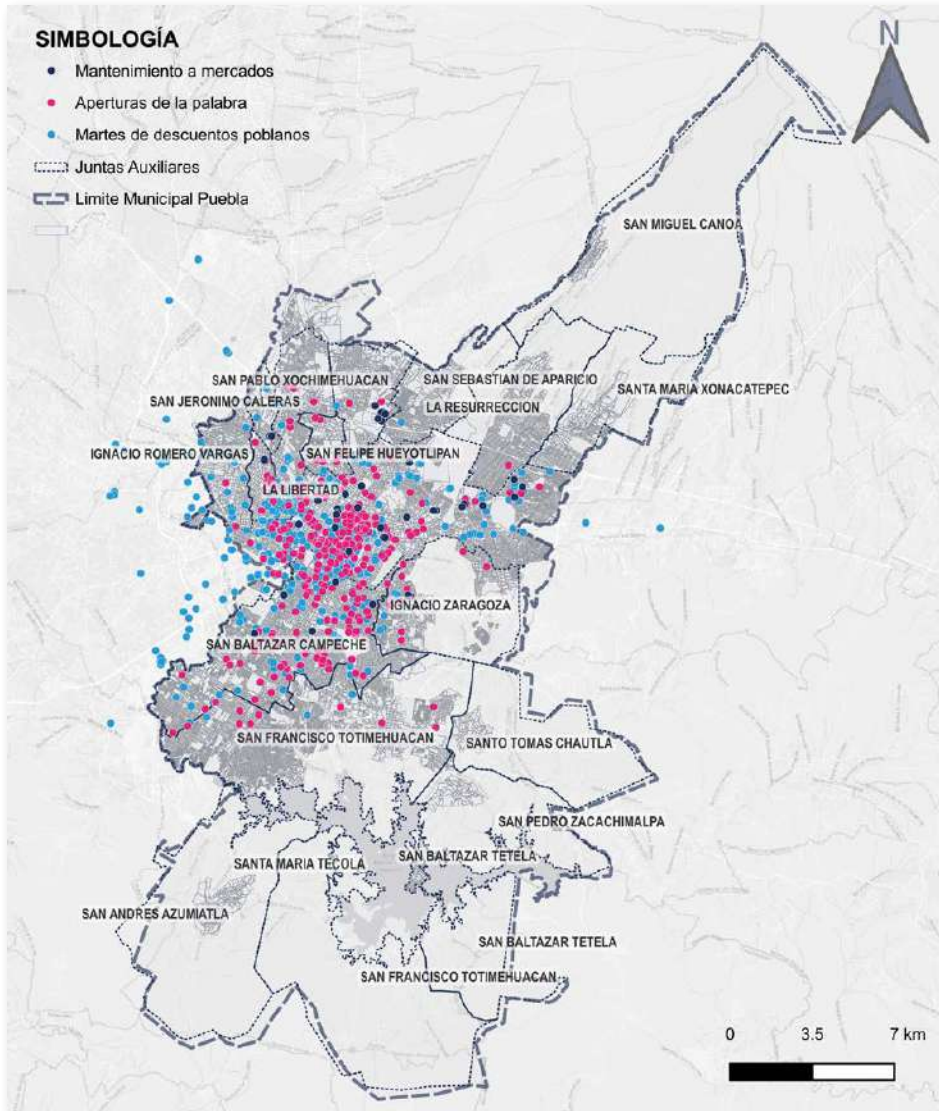 SIMBOLOGÍA
Mantenimiento a mercados
Aperturas de la palabra
Martes de descuentos poblanos
Juntas Auxiliares
Limite Municipal Puebla
N
SAN MIGUEL CANOA
SAN PABLO XOCHIMEHUACAN
SAN SEBASTIAN DE APARICIO
SANTA MARIA XONACATEPEC
SAN JERONIMO CALERAS
LA RESURRECCION
IGNACIO ROMERO VARGAS
SAN FELIPE HUEYOTLIPAN
LA LIBERTAD
IGNACIO ZARAGOZA
SAN BALTAZAR CAMPECHE
SAN FRANCISCO TOTIMEHUACAN
SANTO TOMAS CHAUTLA
SAN PEDRO ZACACHIMALPA
SANTA MARIA TECOLA
SAN BALTAZAR TETELA
SAN ANDRES AZUMIATLA
SAN BALTAZAR TETELA
SAN FRANCISCO TOTIMEHUACAN
0 3.5 7 km